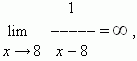 1
lim ----- = ∞ ,
x → 8 x − 8